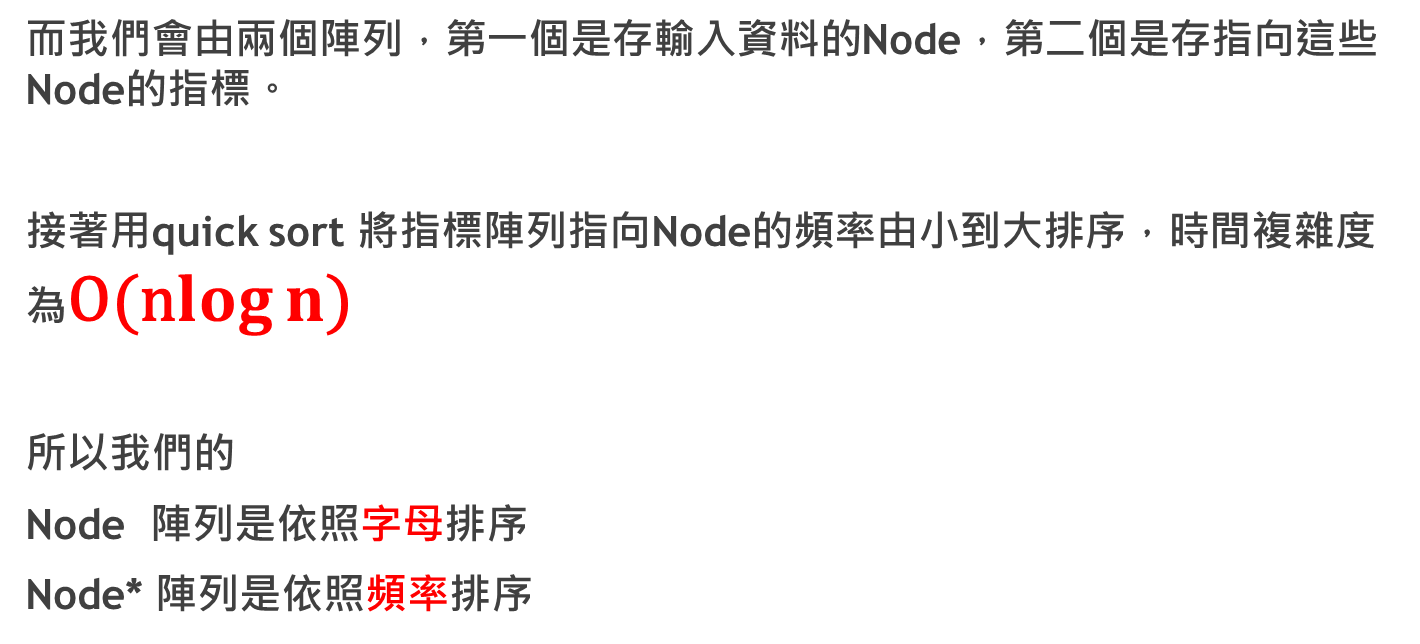 而我們會由兩個陣列，第一個是存輸入資料的Node，第二個是存指向這些
Node的指標。
接著用quick sort 將指標陣列指向Node的頻率由小到大排序，時間複雜度
為O(nlog n)
所以我們的
Node 陣列是依照字母排序
Node* 陣列是依照頻率排序